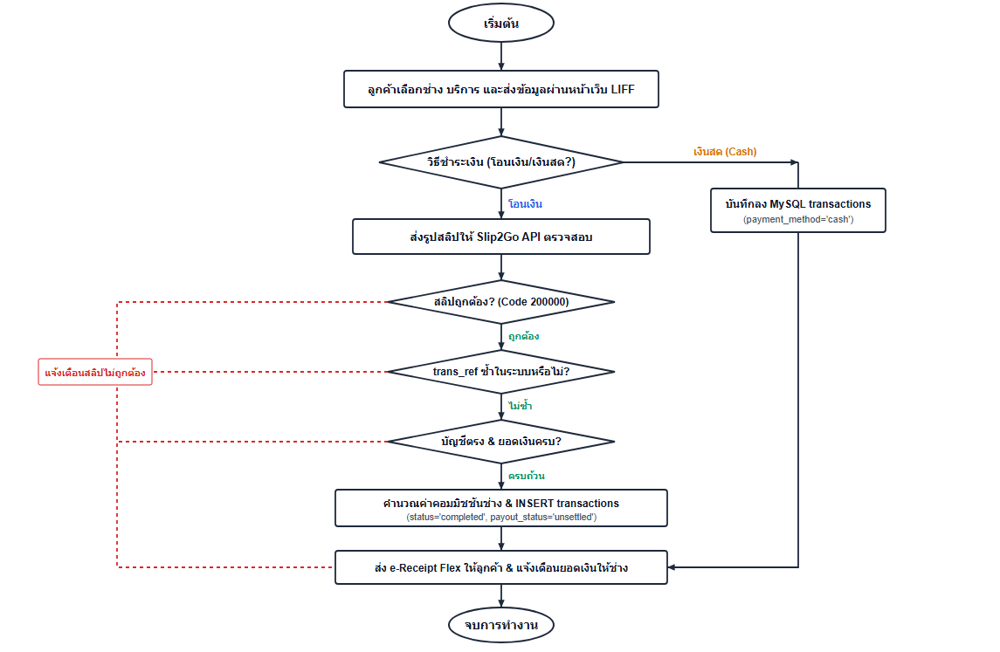 เริ่มต้น
ลูกค้าเลือกช่าง บริการ และส่งข้อมูลผ่านหน้าเว็บ LIFF
วิธีชำระเงิน (โอนเงิน/เงินสด?)
เงินสด (Cash)
โอนเงิน
บันทึกลง MySQL transactions
(payment_method='cash')
ส่งรูปสลิปให้ Slip2Go API ตรวจสอบ
สลิปถูกต้อง? (Code 200000)
ถูกต้อง
แจ้งเตือนสลิปไม่ถูกต้อง
trans_ref ซ้ำในระบบหรือไม่?
ไม่ซ้ำ
บัญชีตรง & ยอดเงินครบ?
ครบถ้วน
คำนวณค่าคอมมิชชันช่าง & INSERT transactions
(status='completed', payout_status='unsettled')
ส่ง e-Receipt Flex ให้ลูกค้า & แจ้งเตือนยอดเงินให้ช่าง
จบการทำงาน